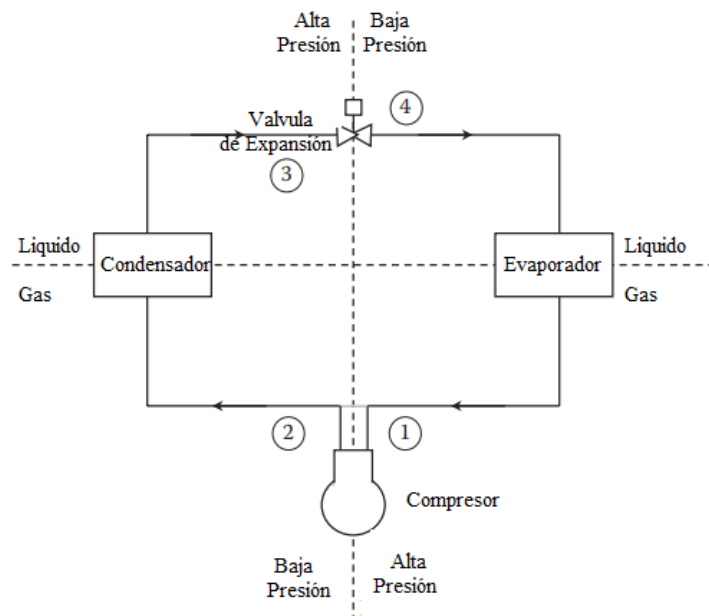 Alta
Presión
Baja
Presión
4
Valvula
de Expansión
3
Liquido
Gas
Condensador
Evaporador
Liquido
Gas
2
1
Compresor
Baja
Presión
Alta
Presión